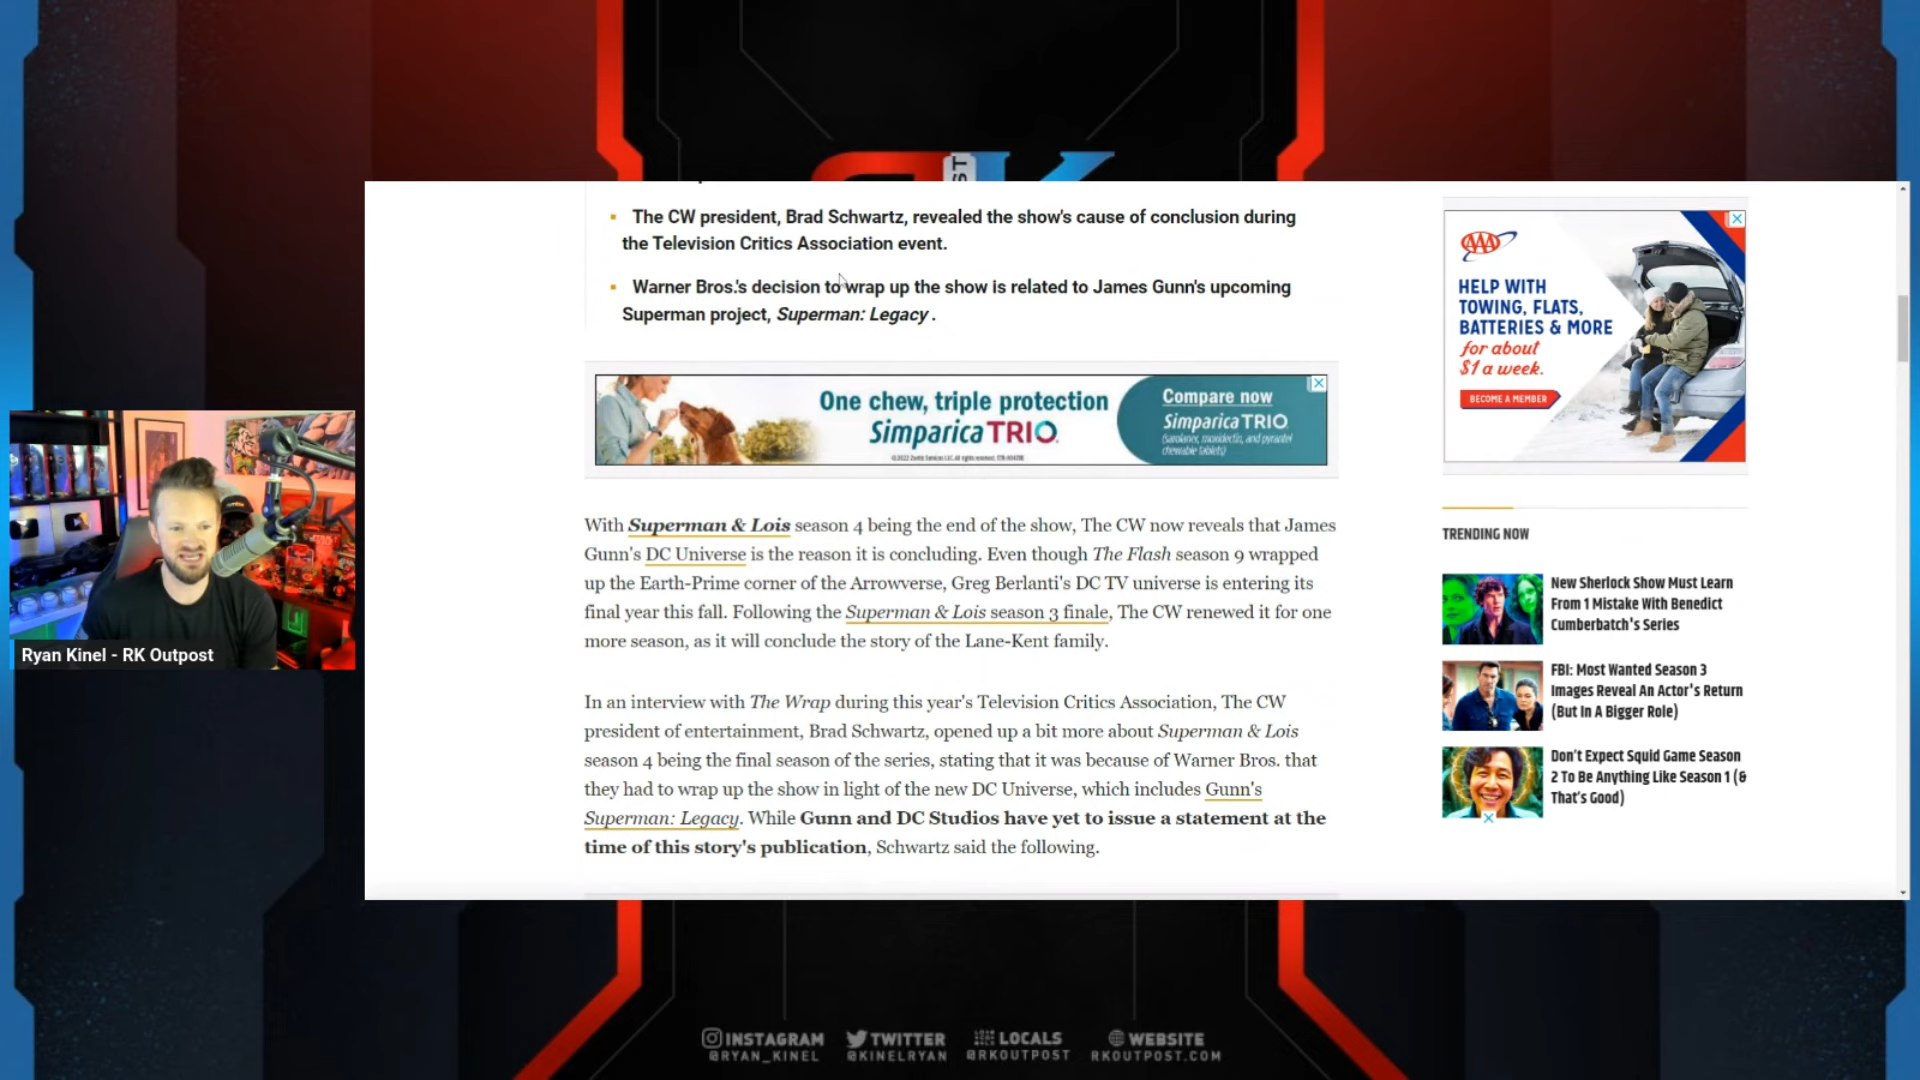 ST
The CW president, Brad Schwartz, revealed the show's cause of conclusion during
the Television Critics Association event.
Warner Bros.'s decision to wrap up the show is related to James Gunn's upcoming
Superman project, Superman: Legacy .
One chew, triple protection
Simparica TRIO
Compare now
Simparica TRIO
(sarolaner, moxidectin, and pyrantel
chewable tablets)
With Superman & Lois season 4 being the end of the show, The CW now reveals that James
Gunn's DC Universe is the reason it is concluding. Even though The Flash season 9 wrapped
up the Earth-Prime corner of the Arrowverse, Greg Berlanti's DC TV universe is entering its
final year this fall. Following the Superman & Lois season 3 finale, The CW renewed it for one
more season, as it will conclude the story of the Lane-Kent family.
In an interview with The Wrap during this year's Television Critics Association, The CW
president of entertainment, Brad Schwartz, opened up a bit more about Superman & Lois
season 4 being the final season of the series, stating that it was because of Warner Bros. that
they had to wrap up the show in light of the new DC Universe, which includes Gunn's
Superman: Legacy. While Gunn and DC Studios have yet to issue a statement at the
time of this story's publication, Schwartz said the following.
AAA
HELP WITH
TOWING, FLATS,
BATTERIES & MORE
for about
$1 a week.
BECOME A MEMBER
TRENDING NOW
New Sherlock Show Must Learn
From 1 Mistake With Benedict
Cumberbatch's Series
FBI: Most Wanted Season 3
Images Reveal An Actor's Return
(But In A Bigger Role)
Don't Expect Squid Game Season
2 To Be Anything Like Season 1 (&
That's Good)
Ryan Kinel - RK Outpost
INSTAGRAM
@RYAN_KINEL
TWITTER
@KINELRYAN
LOCALS
@RKOUTPOST
WEBSITE
RKOUTPOST.COM